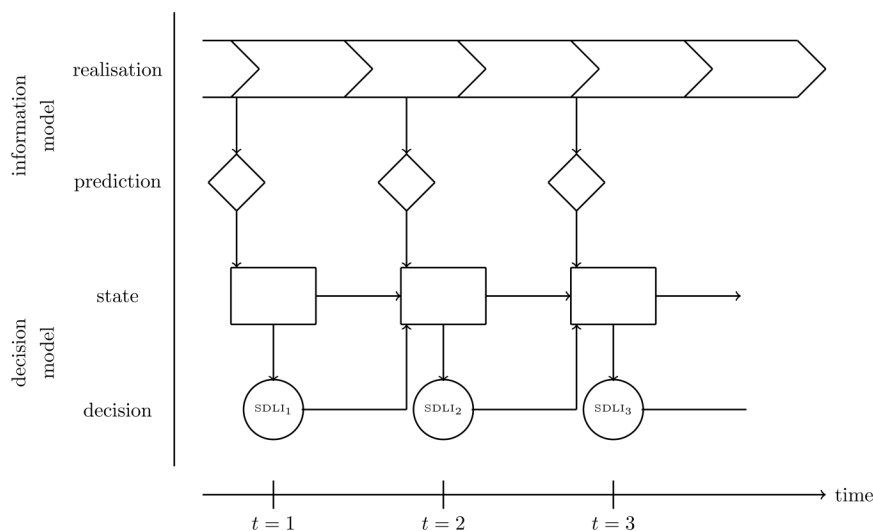 realisation
information
model
prediction
state
decision
model
decision
SDLI₁
SDLI₂
SDLI₃
time
t = 1
t = 2
t = 3